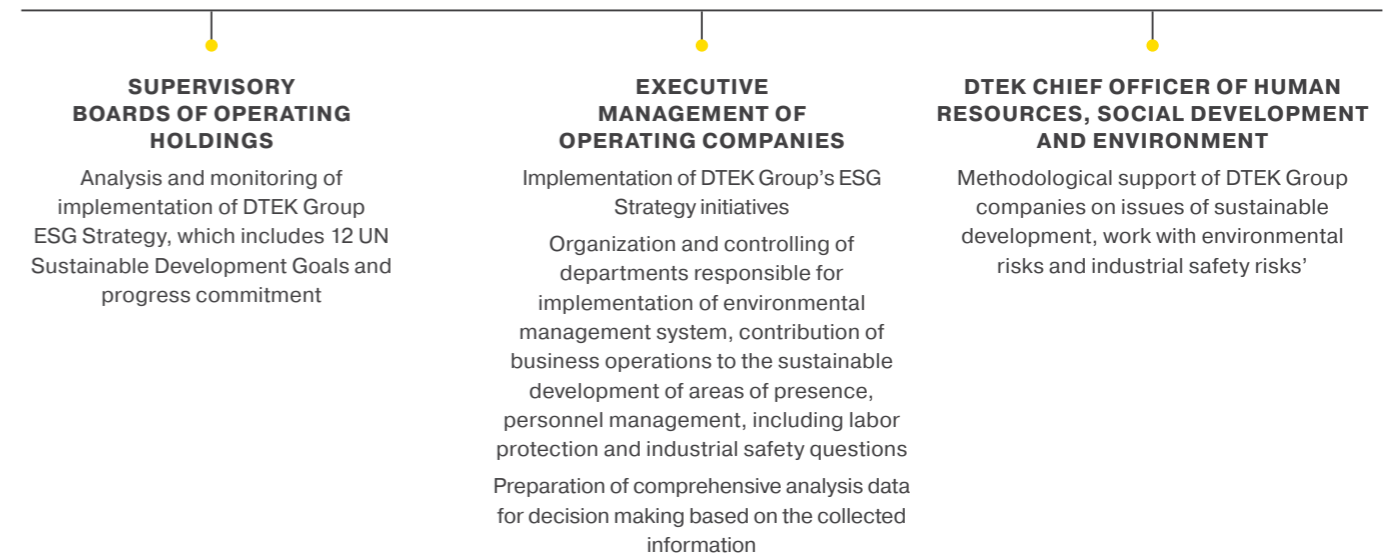 SUPERVISORY
BOARDS OF OPERATING
HOLDINGS
Analysis and monitoring of
implementation of DTEK Group
ESG Strategy, which includes 12 UN
Sustainable Development Goals and
progress commitment
EXECUTIVE
MANAGEMENT OF
OPERATING COMPANIES
Implementation of DTEK Group’s ESG
Strategy initiatives
Organization and controlling of
departments responsible for
implementation of environmental
management system, contribution of
business operations to the sustainable
development of areas of presence,
personnel management, including labor
protection and industrial safety questions
Preparation of comprehensive analysis data
for decision making based on the collected
information
DTEK CHIEF OFFICER OF HUMAN
RESOURCES, SOCIAL DEVELOPMENT
AND ENVIRONMENT
Methodological support of DTEK Group
companies on issues of sustainable
development, work with environmental
risks and industrial safety risks’